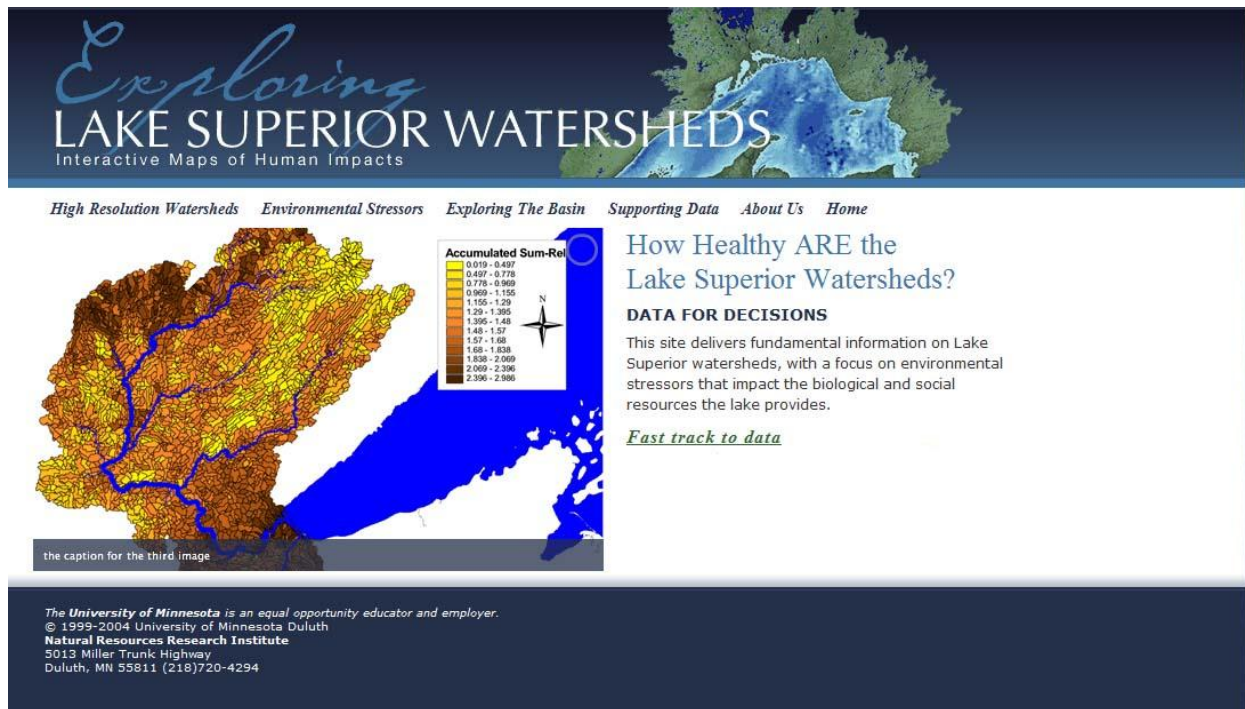 Exploring
LAKE SUPERIOR WATERSHEDS
Interactive Maps of Human Impacts
High Resolution Watersheds Environmental Stressors Exploring The Basin Supporting Data About Us Home
Accumulated Sum-Rel
0.019 - 0.497
0.497 - 0.778
0.778 - 0.969
0.969 - 1.155
1.155 - 1.29
1.29 - 1.395
1.395 - 1.48
1.48 - 1.57
1.57 - 1.68
1.68 - 1.838
1.838 - 2.069
2.069 - 2.396
2.396 - 2.986
N
the caption for the third image
How Healthy ARE the
Lake Superior Watersheds?
DATA FOR DECISIONS
This site delivers fundamental information on Lake
Superior watersheds, with a focus on environmental
stressors that impact the biological and social
resources the lake provides.
Fast track to data
The University of Minnesota is an equal opportunity educator and employer.
© 1999-2004 University of Minnesota Duluth
Natural Resources Research Institute
5013 Miller Trunk Highway
Duluth, MN 55811 (218)720-4294